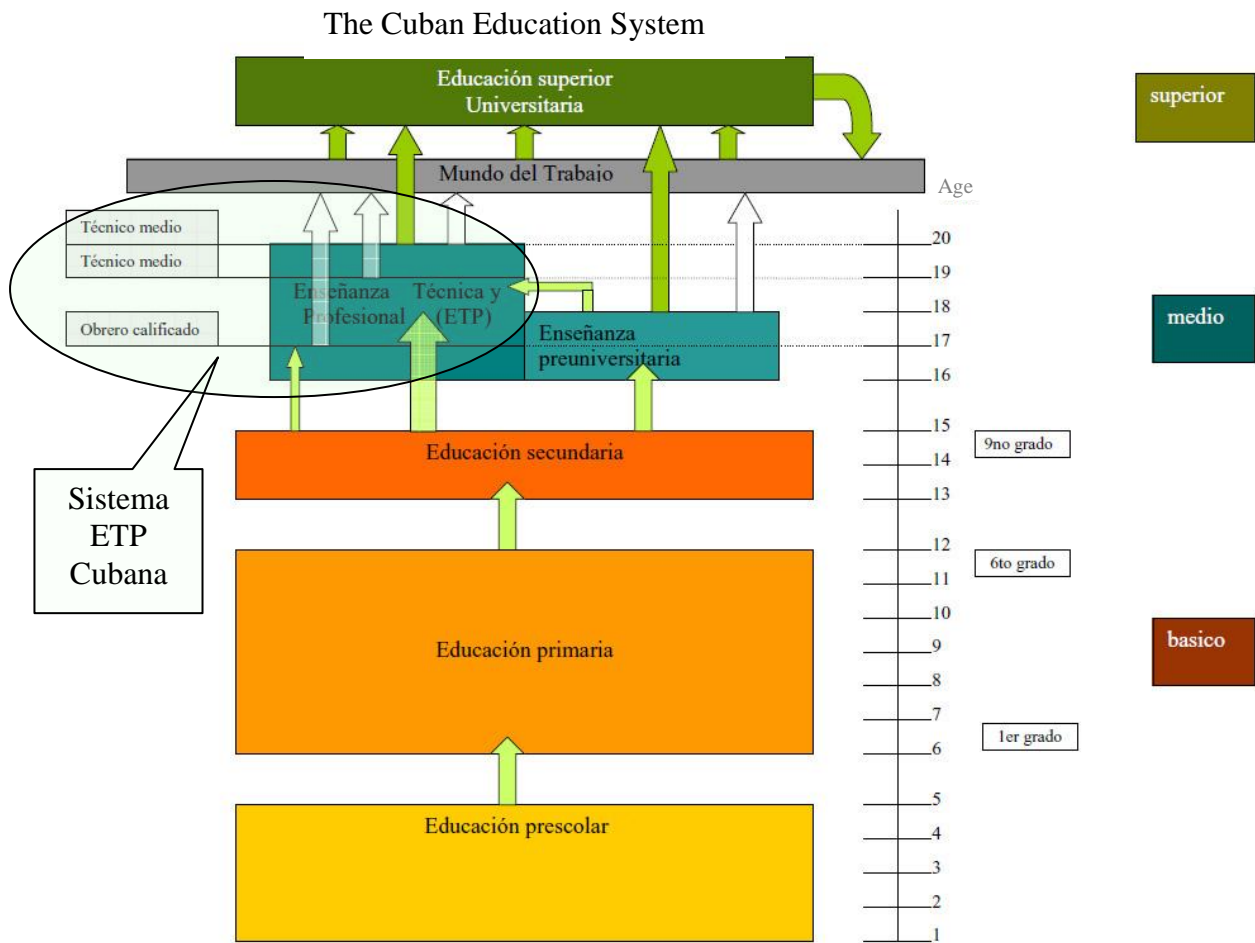 The Cuban Education System
Educación superior
Universitaria
superior
Mundo del Trabajo
Age
Técnico medio
20
Técnico medio
19
Enseñanza Técnica y
Profesional (ETP)
18
medio
Obrero calificado
Enseñanza
preuniversitaria
17
16
15
9no grado
Educación secundaria
14
13
Sistema
ETP
Cubana
12
6to grado
11
10
Educación primaria
9
basico
8
7
1er grado
6
5
Educación prescolar
4
3
2
1